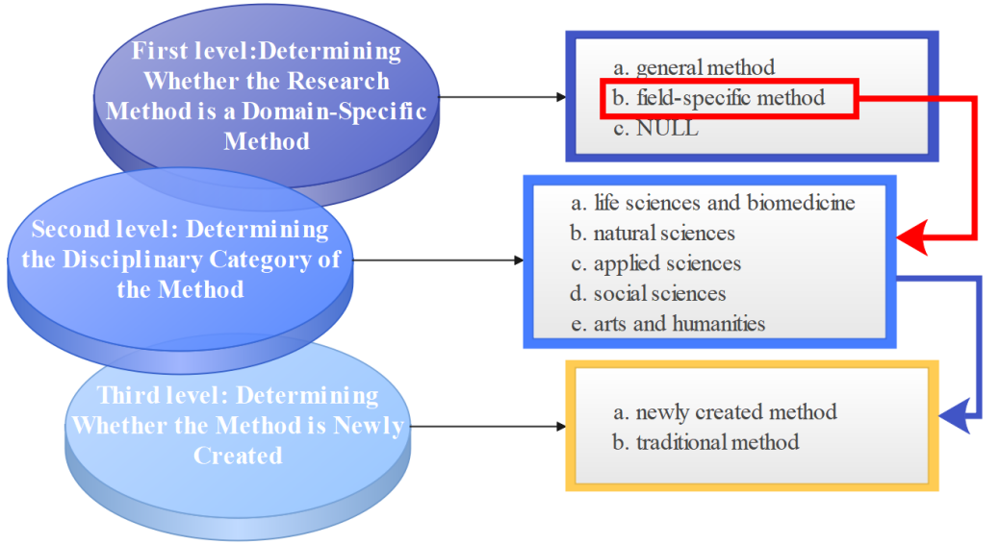 First level:Determining
Whether the Research
Method is a Domain-Specific
Method
a. general method
b. field-specific method
c. NULL
Second level: Determining
the Disciplinary Category of
the Method
a. life sciences and biomedicine
b. natural sciences
c. applied sciences
d. social sciences
e. arts and humanities
Third level: Determining
Whether the Method is Newly
Created
a. newly created method
b. traditional method